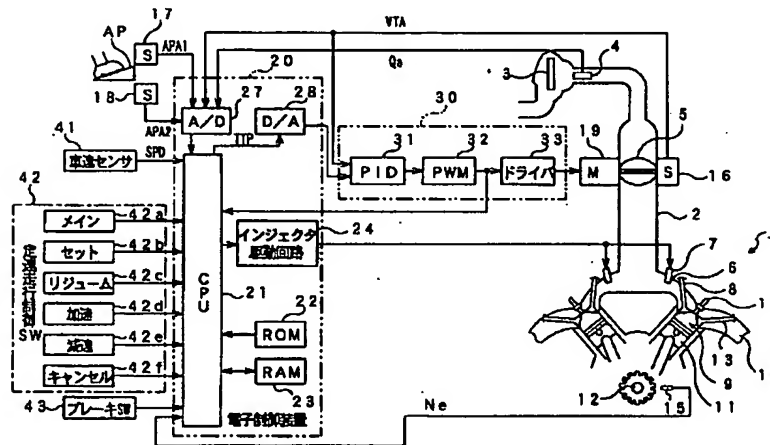 AP
17
APA1
VTA
Qa
S
18
S
APA2
20
27
28
A/D
D/A
TTP
3
4
30
31
32
33
PID
PWM
ドライバ
19
M
5
S
16
2
41
車速センサ
SPD
42
メイン
42a
セット
42b
リジューム
42c
加速
42d
減速
42e
キャンセル
42f
SW
43
ブレーキSW
CPU
21
インジェクタ
駆動回路
24
22
ROM
RAM
23
電子制御装置
Ne
7
6
8
1
13
1
9
11
12
15